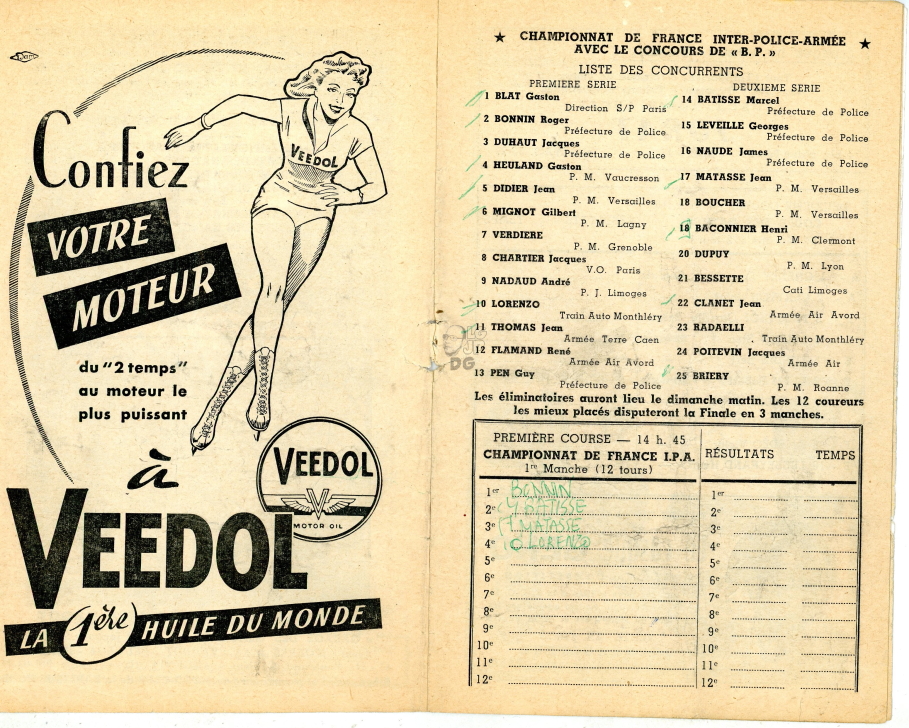 Confiez
VOTRE
MOTEUR
du "2 temps"
au moteur le
plus puissant
à
VEEDOL
LA 1ère HUILE DU MONDE
VEEDOL
VEEDOL
MOTOR OIL
★ CHAMPIONNAT DE FRANCE INTER-POLICE-ARMÉE ★
AVEC LE CONCOURS DE « B. P. »
LISTE DES CONCURRENTS
PREMIERE SERIE
1 BLAT Gaston
Direction S/P Paris
2 BONNIN Roger
Préfecture de Police
3 DUHAUT Jacques
Préfecture de Police
4 HEULAND Gaston
P. M. Vaucresson
5 DIDIER Jean
P. M. Versailles
6 MIGNOT Gilbert
P. M. Lagny
7 VERDIERE
P. M. Grenoble
8 CHARTIER Jacques
V.O. Paris
9 NADAUD André
P. J. Limoges
10 LORENZO
Train Auto Monthléry
11 THOMAS Jean
Armée Terre Caen
12 FLAMAND René
Armée Air Avord
13 PEN Guy
Préfecture de Police
DEUXIEME SERIE
14 BATISSE Marcel
Préfecture de Police
15 LEVEILLE Georges
Préfecture de Police
16 NAUDE James
Préfecture de Police
17 MATASSE Jean
P. M. Versailles
18 BOUCHER
P. M. Versailles
BACONNIER Henri
P. M. Clermont
20 DUPUY
P. M. Lyon
21 BESSETTE
Cati Limoges
22 CLANET Jean
Armée Air Avord
23 RADAELLI
Train Auto Monthléry
24 POITEVIN Jacques
Armée Air
25 BRIERY
P. M. Roanne
Les éliminatoires auront lieu le dimanche matin. Les 12 coureurs
les mieux placés disputeront la Finale en 3 manches.
PREMIÈRE COURSE — 14 h. 45
CHAMPIONNAT DE FRANCE I.P.A.
1re Manche (12 tours)
1er BONNIN
2e BATISSE
3e MATASSE
4e LORENZO
5e
6e
7e
8e
9e
10e
11e
12e
RÉSULTATS TEMPS
1er
2e
3e
4e
5e
6e
7e
8e
9e
10e
11e
12e
DG